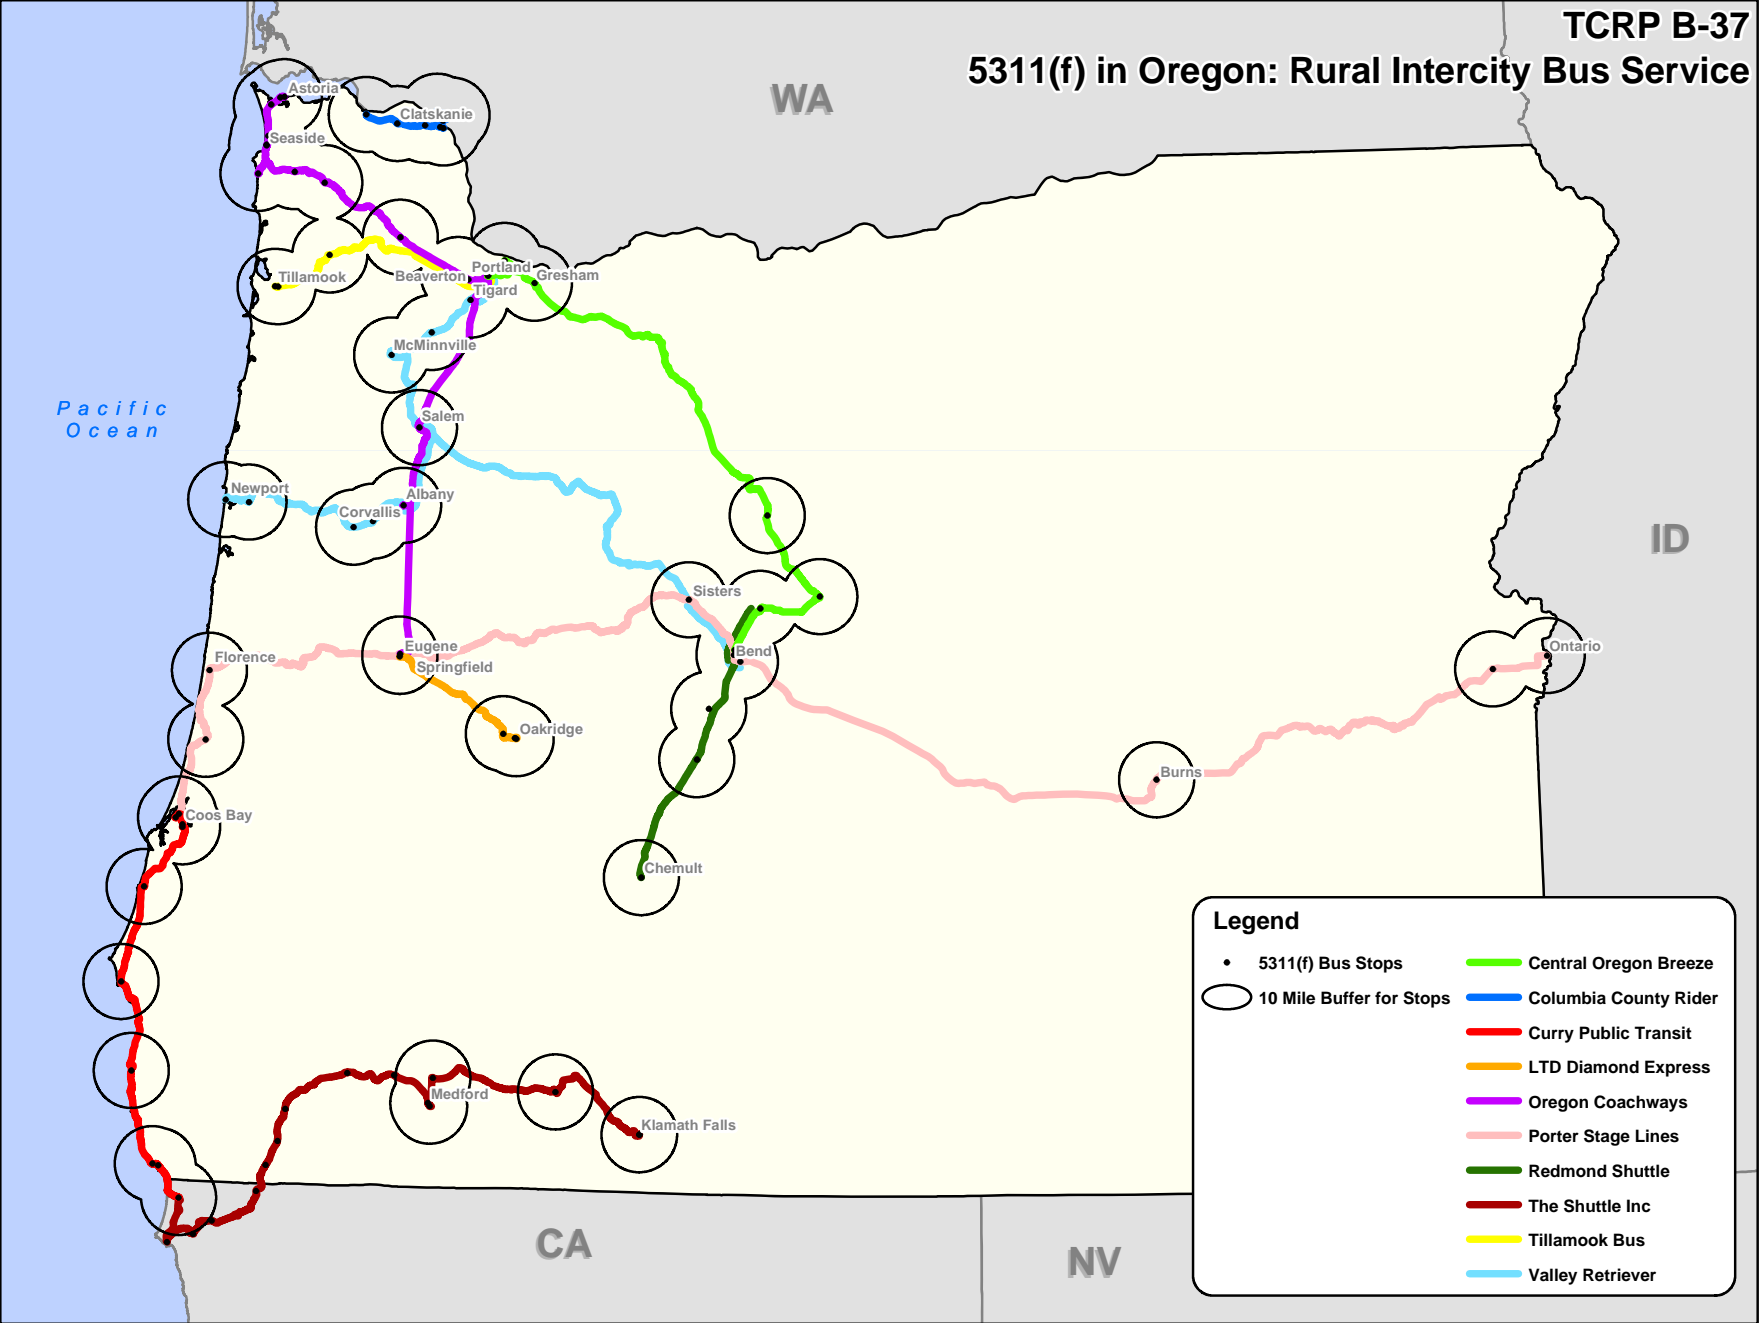 TCRP B-37
5311(f) in Oregon: Rural Intercity Bus Service
WA
Astoria
Clatskanie
Seaside
Tillamook
Beaverton
Portland
Gresham
Tigard
McMinnville
Salem
Pacific
Ocean
Newport
Albany
Corvallis
ID
Sisters
Eugene
Springfield
Florence
Bend
Ontario
Oakridge
Burns
Coos Bay
Chemult
Medford
Klamath Falls
CA
NV
Legend
5311(f) Bus Stops
10 Mile Buffer for Stops
Central Oregon Breeze
Columbia County Rider
Curry Public Transit
LTD Diamond Express
Oregon Coachways
Porter Stage Lines
Redmond Shuttle
The Shuttle Inc
Tillamook Bus
Valley Retriever